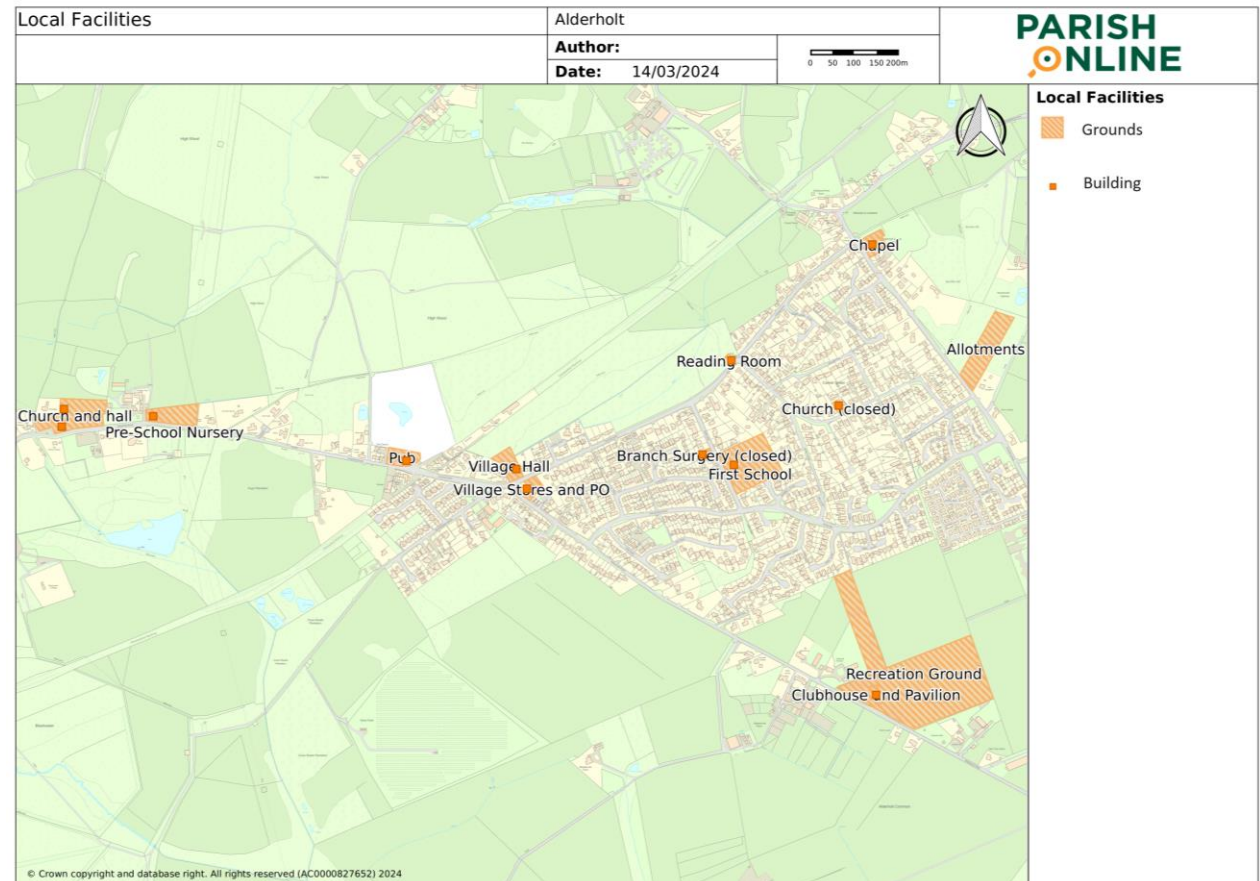 Local Facilities
Alderholt
Author:
Date: 14/03/2024
0 50 100 150 200m
PARISH
ONLINE
Local Facilities
Grounds
Building
Chapel
Allotments
Reading Room
Church (closed)
Church and hall
Pre-School Nursery
Pub
Village Hall
Branch Surgery (closed)
First School
Village Stores and PO
Recreation Ground
Clubhouse and Pavilion
© Crown copyright and database right. All rights reserved (AC0000827652) 2024